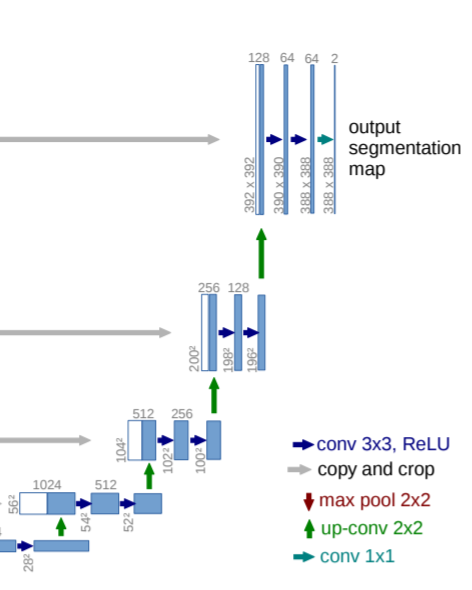 128 64 64 2
392 x 392
390 x 390
388 x 388
388 x 388
output
segmentation
map
256 128
200²
198²
196²
512 256
104²
102²
100²
1024 512
56²
54²
52²
28²
conv 3x3, ReLU
copy and crop
max pool 2x2
up-conv 2x2
conv 1x1